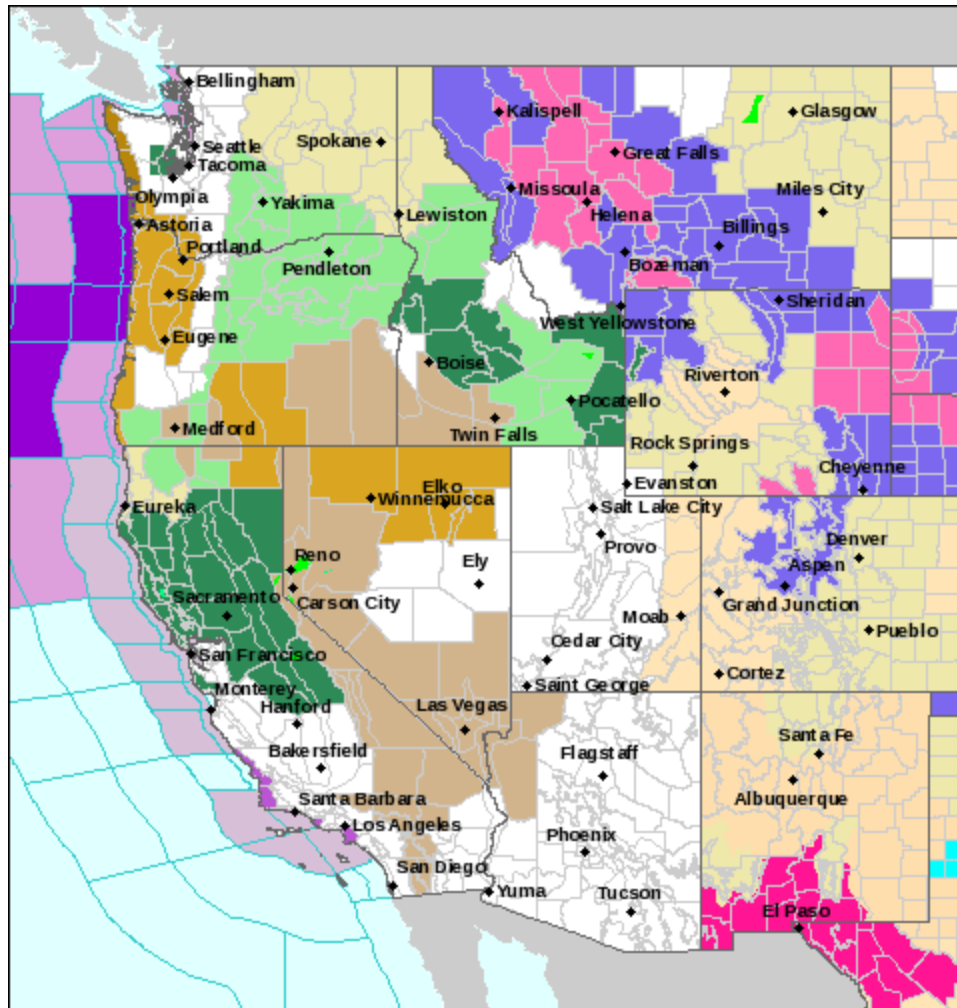 Bellingham
Kalispell
Glasgow
Seattle
Spokane
Great Falls
Tacoma
Missoula
Miles City
Olympia
Yakima
Lewiston
Helena
Astoria
Billings
Portland
Pendleton
Bozeman
Salem
Sheridan
West Yellowstone
Eugene
Boise
Riverton
Pocatello
Medford
Twin Falls
Rock Springs
Cheyenne
Elko
Evanston
Winnemucca
Eureka
Salt Lake City
Provo
Denver
Reno
Ely
Aspen
Sacramento
Carson City
Grand Junction
Moab
Pueblo
Cedar City
San Francisco
Cortez
Monterey
Saint George
Hanford
Las Vegas
Santa Fe
Bakersfield
Flagstaff
Albuquerque
Santa Barbara
Los Angeles
Phoenix
San Diego
Yuma
Tucson
El Paso